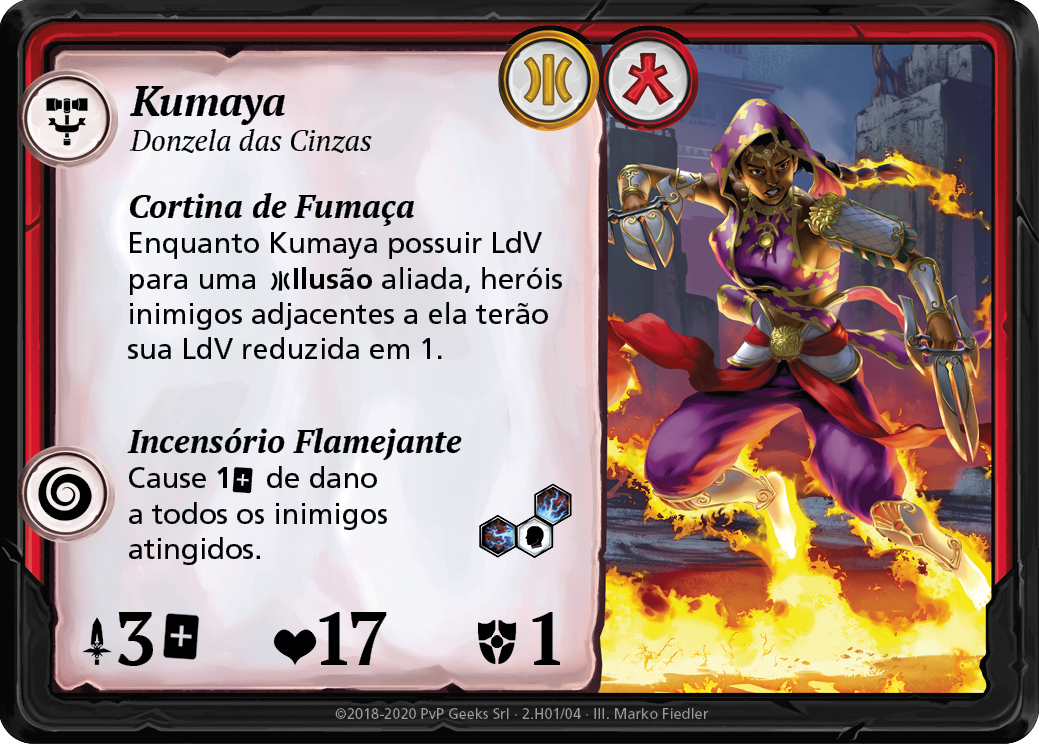 Kumaya
Donzela das Cinzas
Cortina de Fumaça
Enquanto Kumaya possuir LdV
para uma Ilusão aliada, heróis
inimigos adjacentes a ela terão
sua LdV reduzida em 1.
Incensório Flamejante
Cause 1 de dano
a todos os inimigos
atingidos.
3 17 1
©2018-2020 PvP Geeks Srl · 2.H01/04 · Ill. Marko Fiedler